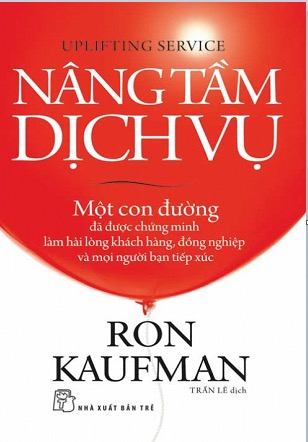 UPLIFTING SERVICE
NÂNG TẦM
DỊCH VỤ
Một con đường
đã được chứng minh
làm hài lòng khách hàng, đồng nghiệp
và mọi người bạn tiếp xúc
RON
KAUFMAN
TRẦN LÊ dịch
NHÀ XUẤT BẢN TRẺ